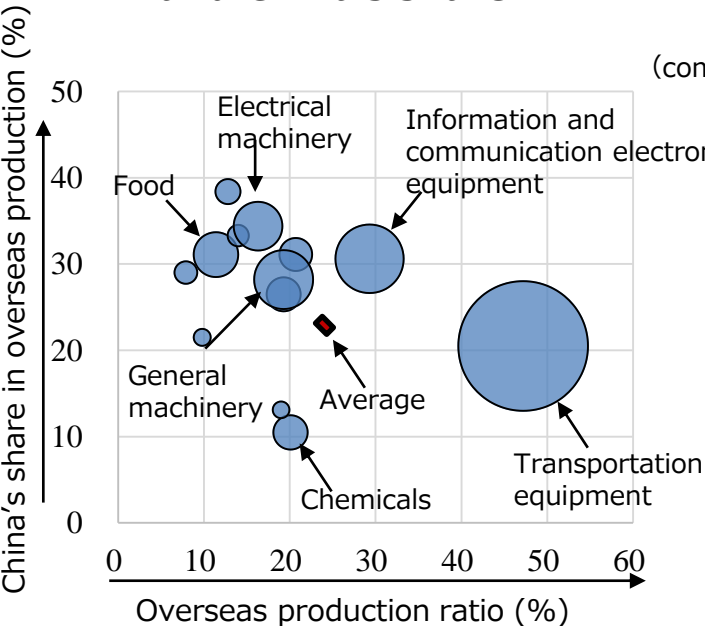 (con
China's share in overseas production (%)
50
40
30
20
10
0
Electrical
machinery
Information and
communication electron
equipment
Food
General
machinery
Average
Chemicals
Transportation
equipment
0 10 20 30 40 50 60
Overseas production ratio (%)